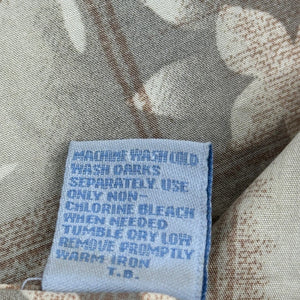 MACHINE WASH COLD
WASH DARKS
SEPARATELY. USE
ONLY NON-
CHLORINE BLEACH
WHEN NEEDED
TUMBLE DRY LOW
REMOVE PROMPTLY
WARM IRON
T.D.